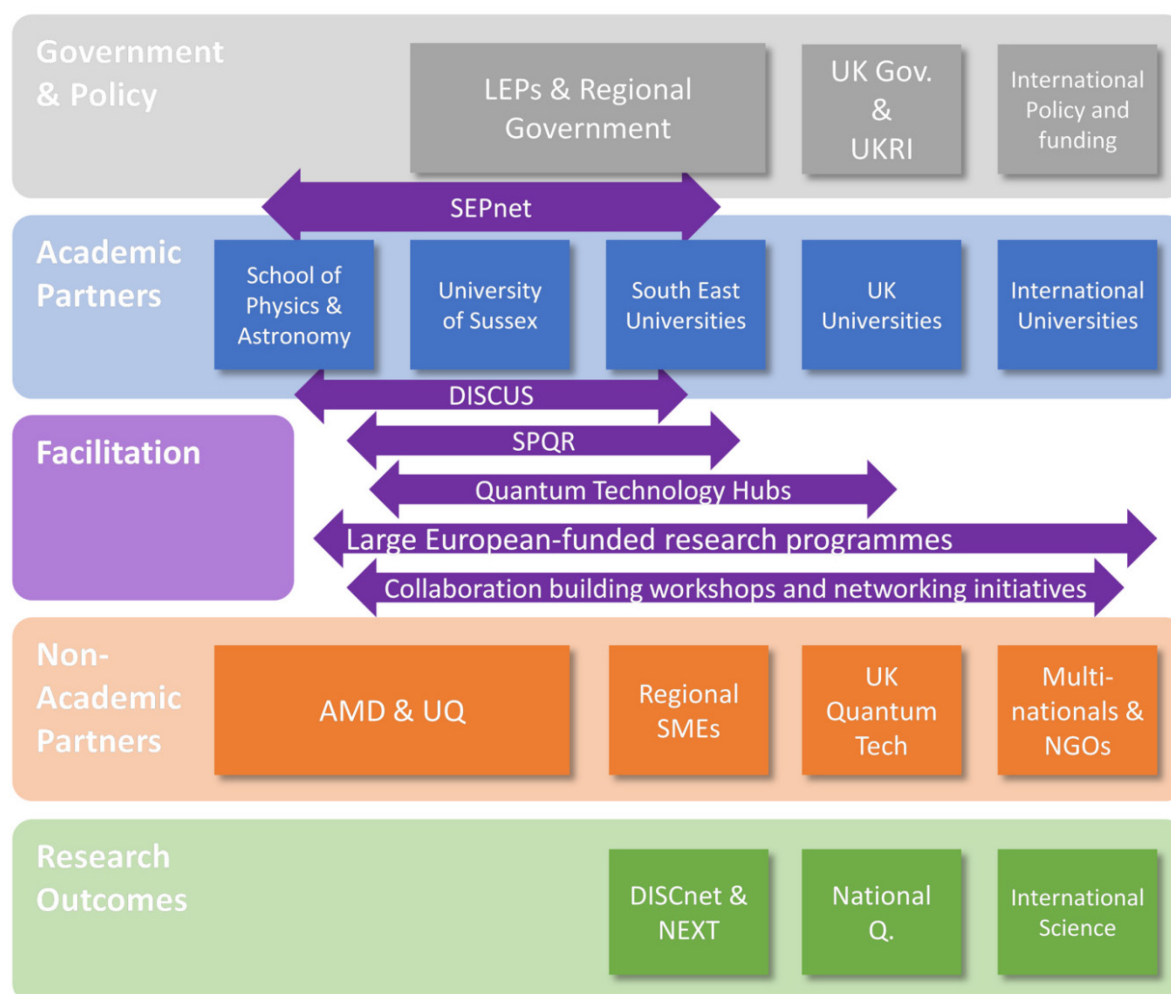 Government
& Policy
LEPs & Regional
Government
UK Gov.
&
UKRI
International
Policy and
funding
SEPnet
Academic
Partners
School of
Physics &
Astronomy
University
of Sussex
South East
Universities
UK
Universities
International
Universities
DISCUS
SPQR
Facilitation
Quantum Technology Hubs
Large European-funded research programmes
Collaboration building workshops and networking initiatives
Non-
Academic
Partners
AMD & UQ
Regional
SMEs
UK
Quantum
Tech
Multi-
nationals &
NGOs
Research
Outcomes
DISCnet &
NEXT
National
Q.
International
Science